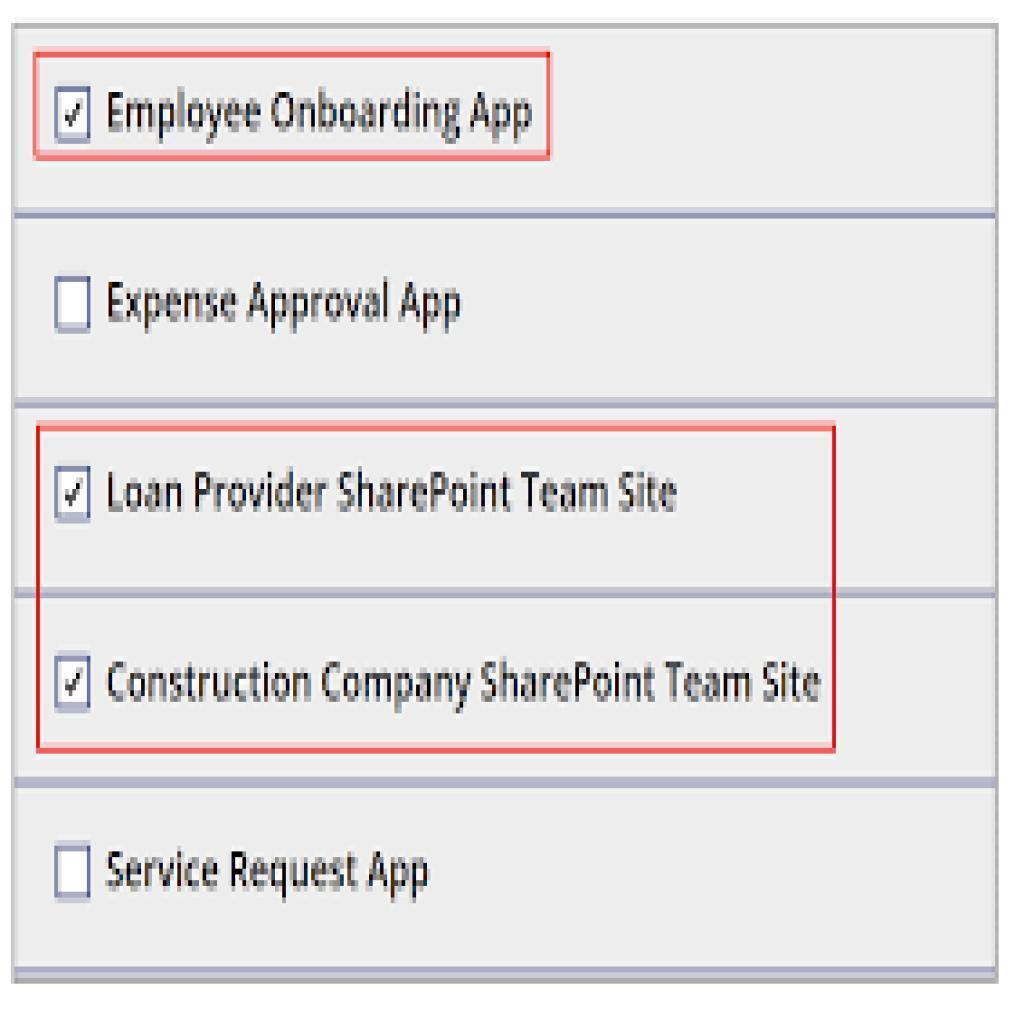 Employee Onboarding App
Expense Approval App
Loan Provider SharePoint Team Site
Construction Company SharePoint Team Site
Service Request App